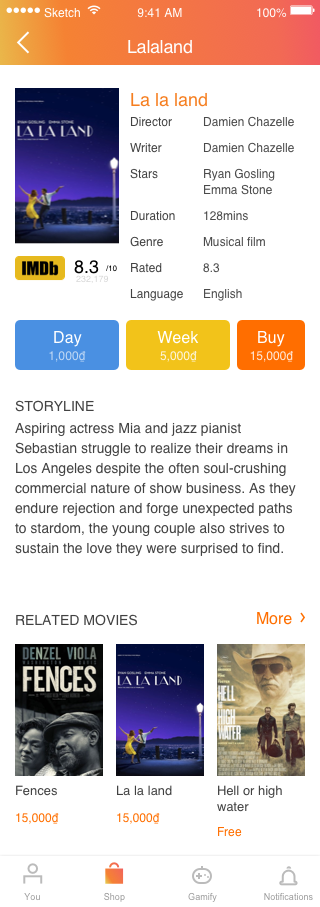 Sketch 9:41 AM 100%
Lalaland
La la land
Director Damien Chazelle
Writer Damien Chazelle
Stars Ryan Gosling
Emma Stone
Duration 128mins
Genre Musical film
Rated 8.3
Language English
RYAN GOSLING EMMA STONE
LA LA LAND
IMDb 8.3 /10
232,179
Day Week Buy
1,000₫ 5,000₫ 15,000₫
STORYLINE
Aspiring actress Mia and jazz pianist
Sebastian struggle to realize their dreams in
Los Angeles despite the often soul-crushing
commercial nature of show business. As they
endure rejection and forge unexpected paths
to stardom, the young couple also strives to
sustain the love they were surprised to find.
RELATED MOVIES More
DENZEL VIOLA
WASHINGTON DAVIS
FENCES
RYAN GOSLING EMMA STONE
LA LA LAND
HELL
OR
HIGH
WATER
Fences La la land Hell or high
water
15,000₫ 15,000₫ Free
You Shop Gamify Notifications